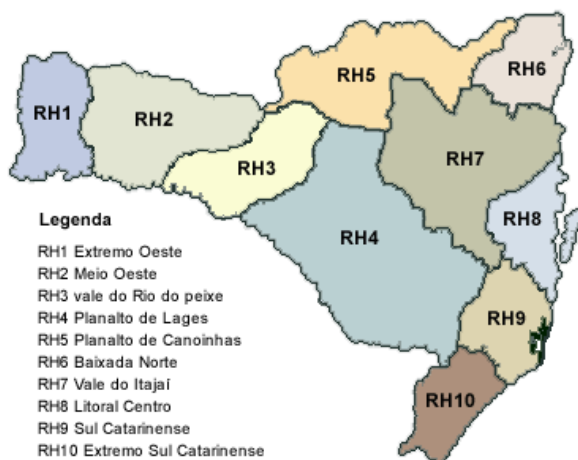 RH5
RH6
RH1
RH2
RH7
RH3
RH8
RH4
RH9
RH10
Legenda
RH1 Extremo Oeste
RH2 Meio Oeste
RH3 vale do Rio do peixe
RH4 Planalto de Lages
RH5 Planalto de Canoinhas
RH6 Baixada Norte
RH7 Vale do Itajaí
RH8 Litoral Centro
RH9 Sul Catarinense
RH10 Extremo Sul Catarinense